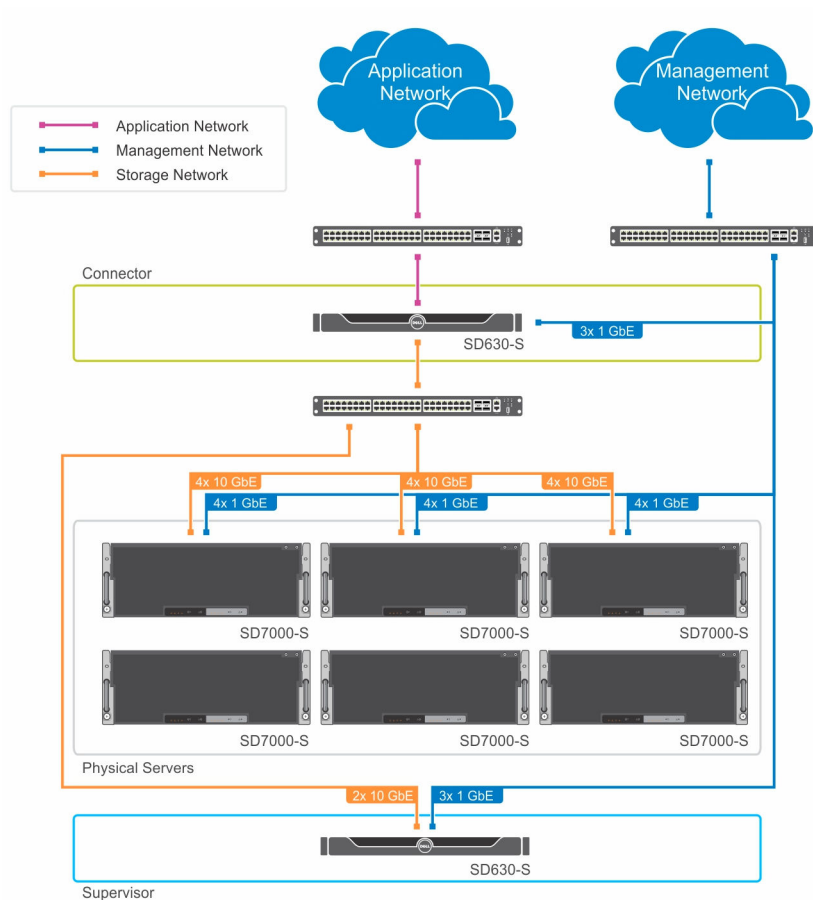 Application
Network
Management
Network
Application Network
Management Network
Storage Network
Connector
DELL
SD630-S
3x 1 GbE
4x 10 GbE
4x 10 GbE
4x 10 GbE
4x 1 GbE
4x 1 GbE
4x 1 GbE
SD7000-S
SD7000-S
SD7000-S
SD7000-S
SD7000-S
SD7000-S
Physical Servers
2x 10 GbE
3x 1 GbE
DELL
SD630-S
Supervisor